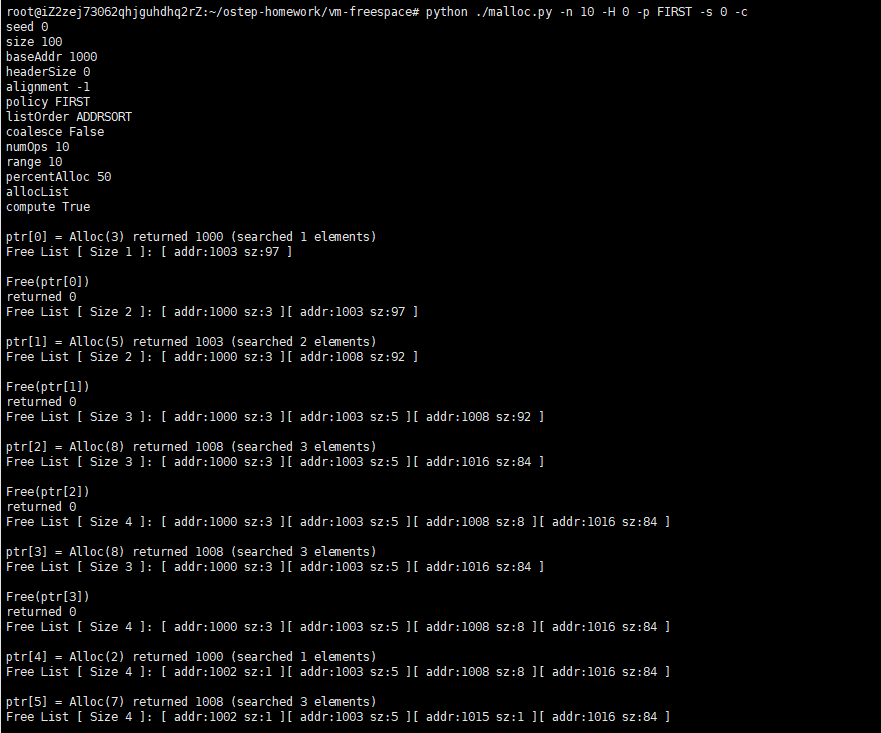 root@iZ2zej73062qhjguhdhq2rZ:~/ostep-homework/vm-freespace# python ./malloc.py -n 10 -H 0 -p FIRST -s 0 -c
seed 0
size 100
baseAddr 1000
headerSize 0
alignment -1
policy FIRST
listOrder ADDRSORT
coalesce False
numOps 10
range 10
percentAlloc 50
allocList
compute True

ptr[0] = Alloc(3) returned 1000 (searched 1 elements)
Free List [ Size 1 ]: [ addr:1003 sz:97 ]

Free(ptr[0])
returned 0
Free List [ Size 2 ]: [ addr:1000 sz:3 ][ addr:1003 sz:97 ]

ptr[1] = Alloc(5) returned 1003 (searched 2 elements)
Free List [ Size 2 ]: [ addr:1000 sz:3 ][ addr:1008 sz:92 ]

Free(ptr[1])
returned 0
Free List [ Size 3 ]: [ addr:1000 sz:3 ][ addr:1003 sz:5 ][ addr:1008 sz:92 ]

ptr[2] = Alloc(8) returned 1008 (searched 3 elements)
Free List [ Size 3 ]: [ addr:1000 sz:3 ][ addr:1003 sz:5 ][ addr:1016 sz:84 ]

Free(ptr[2])
returned 0
Free List [ Size 4 ]: [ addr:1000 sz:3 ][ addr:1003 sz:5 ][ addr:1008 sz:8 ][ addr:1016 sz:84 ]

ptr[3] = Alloc(8) returned 1008 (searched 3 elements)
Free List [ Size 3 ]: [ addr:1000 sz:3 ][ addr:1003 sz:5 ][ addr:1016 sz:84 ]

Free(ptr[3])
returned 0
Free List [ Size 4 ]: [ addr:1000 sz:3 ][ addr:1003 sz:5 ][ addr:1008 sz:8 ][ addr:1016 sz:84 ]

ptr[4] = Alloc(2) returned 1000 (searched 1 elements)
Free List [ Size 4 ]: [ addr:1002 sz:1 ][ addr:1003 sz:5 ][ addr:1008 sz:8 ][ addr:1016 sz:84 ]

ptr[5] = Alloc(7) returned 1008 (searched 3 elements)
Free List [ Size 4 ]: [ addr:1002 sz:1 ][ addr:1003 sz:5 ][ addr:1015 sz:1 ][ addr:1016 sz:84 ]